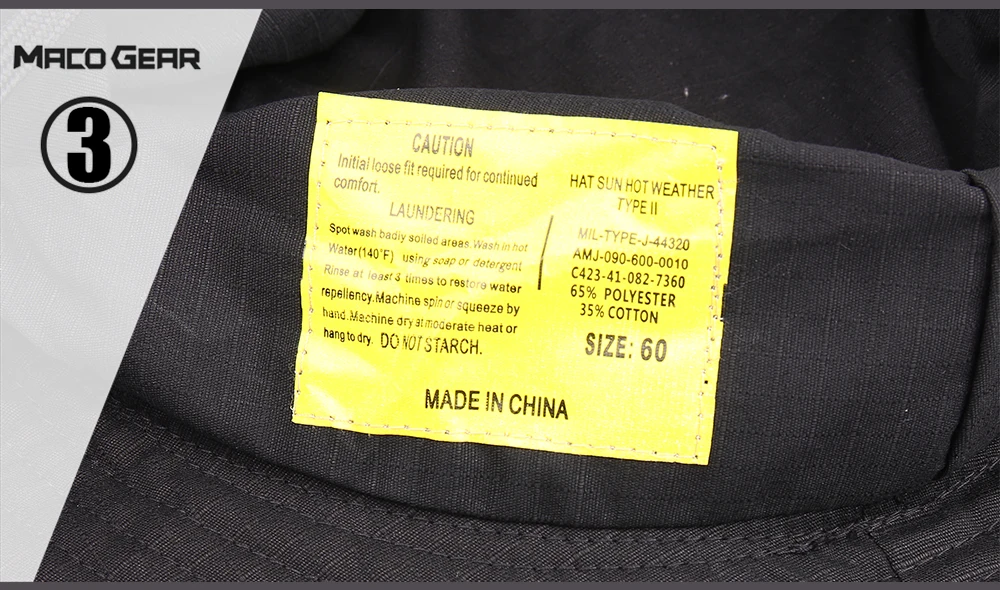 MACO GEAR
3
CAUTION
Initial loose fit required for continued
comfort.
LAUNDERING
Spot wash badly soiled areas.Wash in hot
Water(140°F) using soap or detergent
Rinse at least 3 times to restore water
repellency.Machine spin or squeeze by
hand.Machine dry at moderate heat or
hang to dry. DO NOT STARCH.
HAT SUN HOT WEATHER
TYPE II
MIL-TYPE-J-44320
AMJ-090-600-0010
C423-41-082-7360
65% POLYESTER
35% COTTON
SIZE: 60
MADE IN CHINA